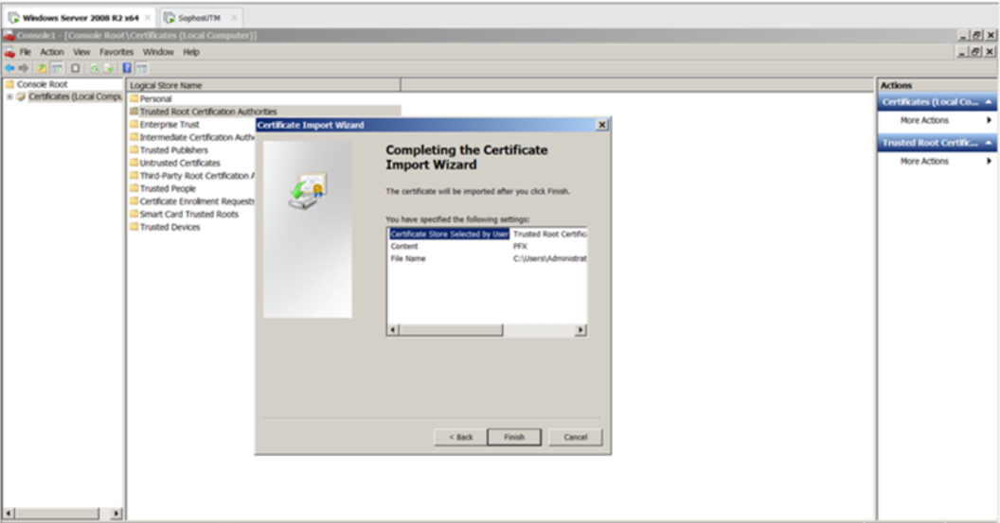 Windows Server 2008 R2 x64
SophosUTM
Console1 - [Console Root\Certificates (Local Computer)]
File Action View Favorites Window Help
Console Root
Certificates (Local Compu
Logical Store Name
Personal
Trusted Root Certification Authorities
Enterprise Trust
Intermediate Certification Auth
Trusted Publishers
Untrusted Certificates
Third-Party Root Certification A
Trusted People
Certificate Enrolment Requests
Smart Card Trusted Roots
Trusted Devices
Certificate Import Wizard
Completing the Certificate
Import Wizard
The certificate will be imported after you click Finish.
You have specified the following settings:
Certificate Store Selected by User Trusted Root Certific
Content PFX
File Name C:\Users\Administrat
< Back Finish Cancel
Actions
Certificates (Local Co...
More Actions
Trusted Root Certific...
More Actions